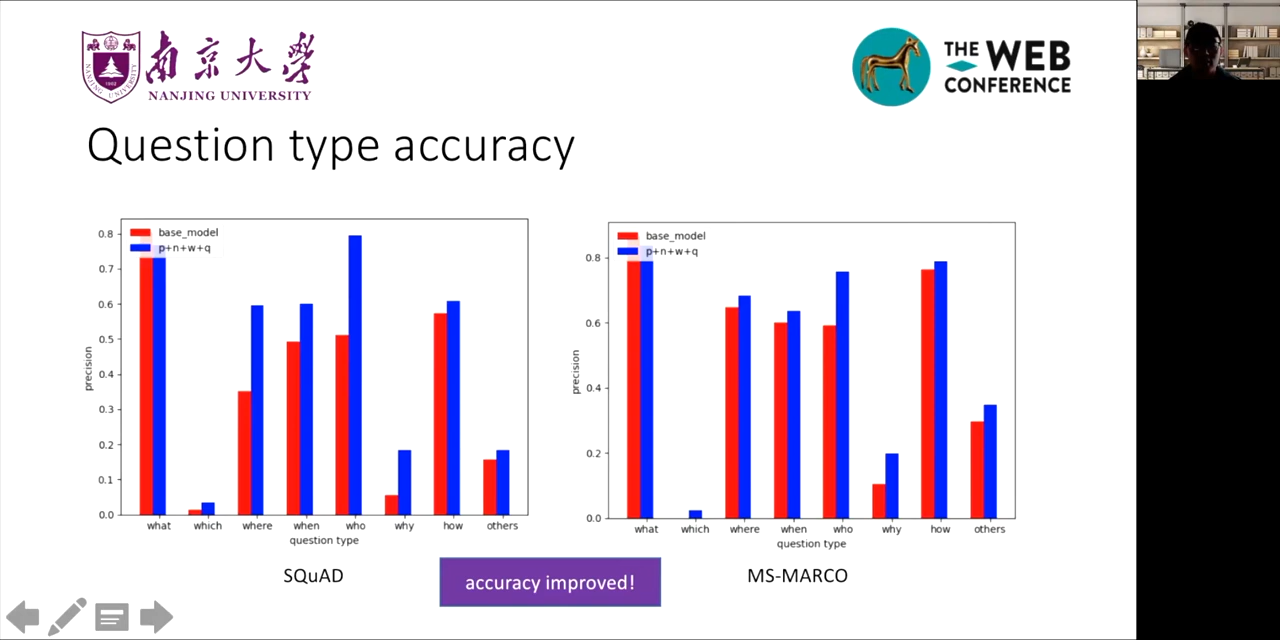 南京大学
NANJING UNIVERSITY
THE WEB
CONFERENCE
Question type accuracy
base_model
p+n+w+q
0.8
0.7
0.6
0.5
0.4
0.3
0.2
0.1
0.0
precision
what which where when who why how others
question type
SQuAD
base_model
p+n+w+q
0.8
0.6
0.4
0.2
0.0
precision
what which where when who why how others
question type
MS-MARCO
accuracy improved!